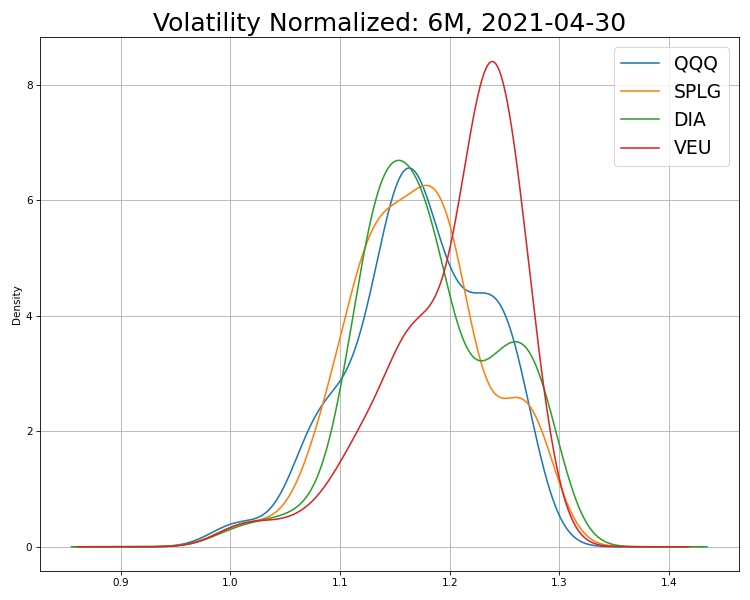 Volatility Normalized: 6M, 2021-04-30
QQQ
SPLG
DIA
VEU
Density
8
6
4
2
0
0.9 1.0 1.1 1.2 1.3 1.4